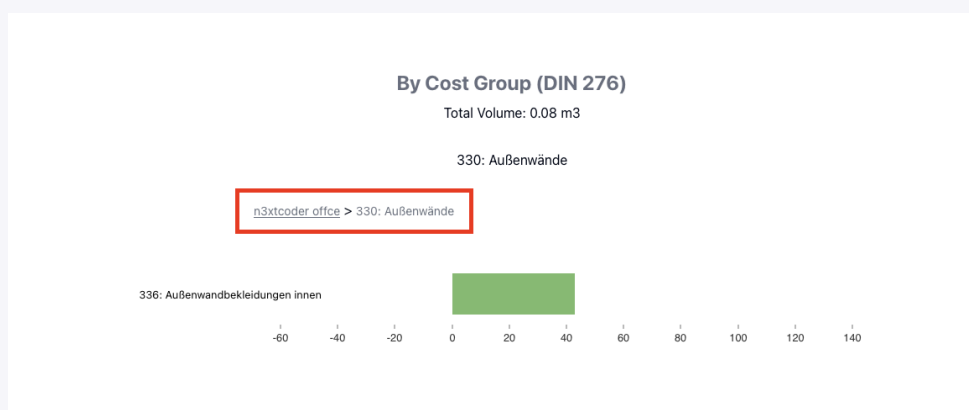 By Cost Group (DIN 276)
Total Volume: 0.08 m3
330: Außenwände
n3xtcoder offce > 330: Außenwände
336: Außenwandbekleidungen innen
-60 -40 -20 0 20 40 60 80 100 120 140